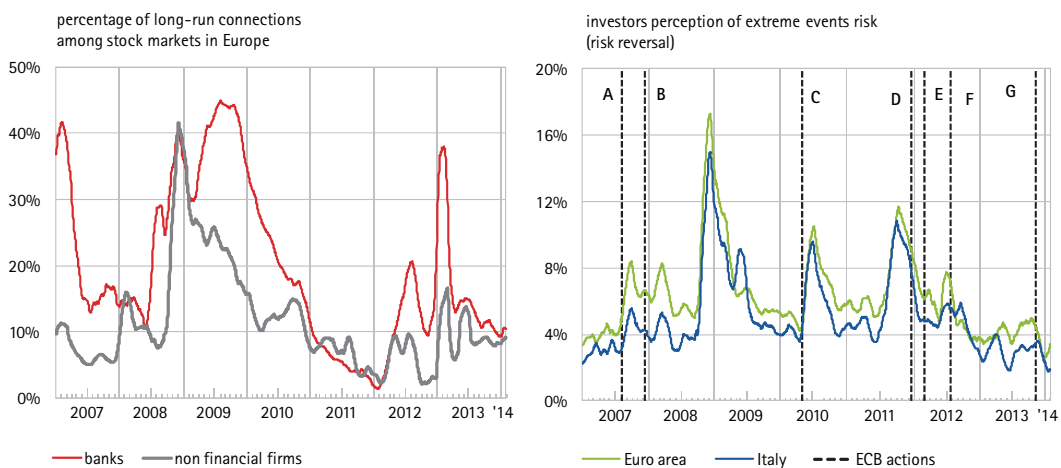 percentage of long-run connections
among stock markets in Europe
50%
40%
30%
20%
10%
0%
2007 2008 2009 2010 2011 2012 2013 '14
banks non financial firms
investors perception of extreme events risk
(risk reversal)
20%
16%
12%
8%
4%
0%
A B C D E F G
2007 2008 2009 2010 2011 2012 2013 '14
Euro area Italy ECB actions